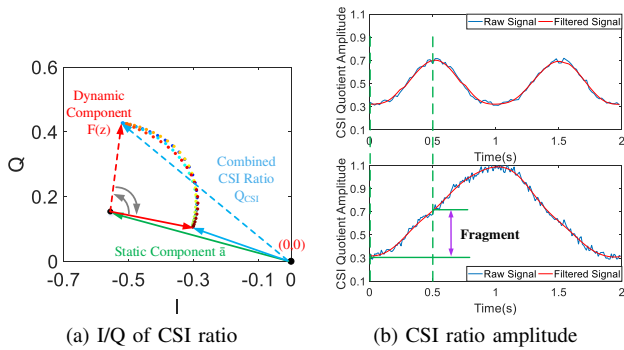 0.6
0.4
0.2
0
Q
-0.7
-0.5
-0.3
-0.1
0
I
Dynamic
Component
F(z)
Combined
CSI Ratio
Q_CSI
(0,0)
Static Component ā
(a) I/Q of CSI ratio
CSI Quotient Amplitude
1.1
0.9
0.7
0.5
0.3
0.1
Raw Signal
Filtered Signal
0
0.5
1
1.5
2
Time(s)
CSI Quotient Amplitude
1.1
0.9
0.7
0.5
0.3
0.1
Fragment
Raw Signal
Filtered Signal
0
0.5
1
1.5
2
Time(s)
(b) CSI ratio amplitude